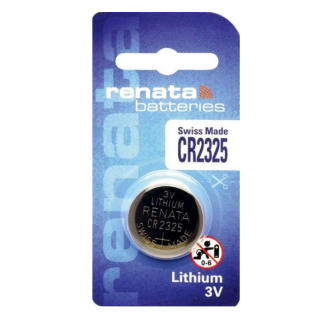 renata
renata
batteries
Swiss Made
CR2325
3V
LITHIUM
RENATA
CR2325
SWISS MADE
+
0-6
Lithium
3V